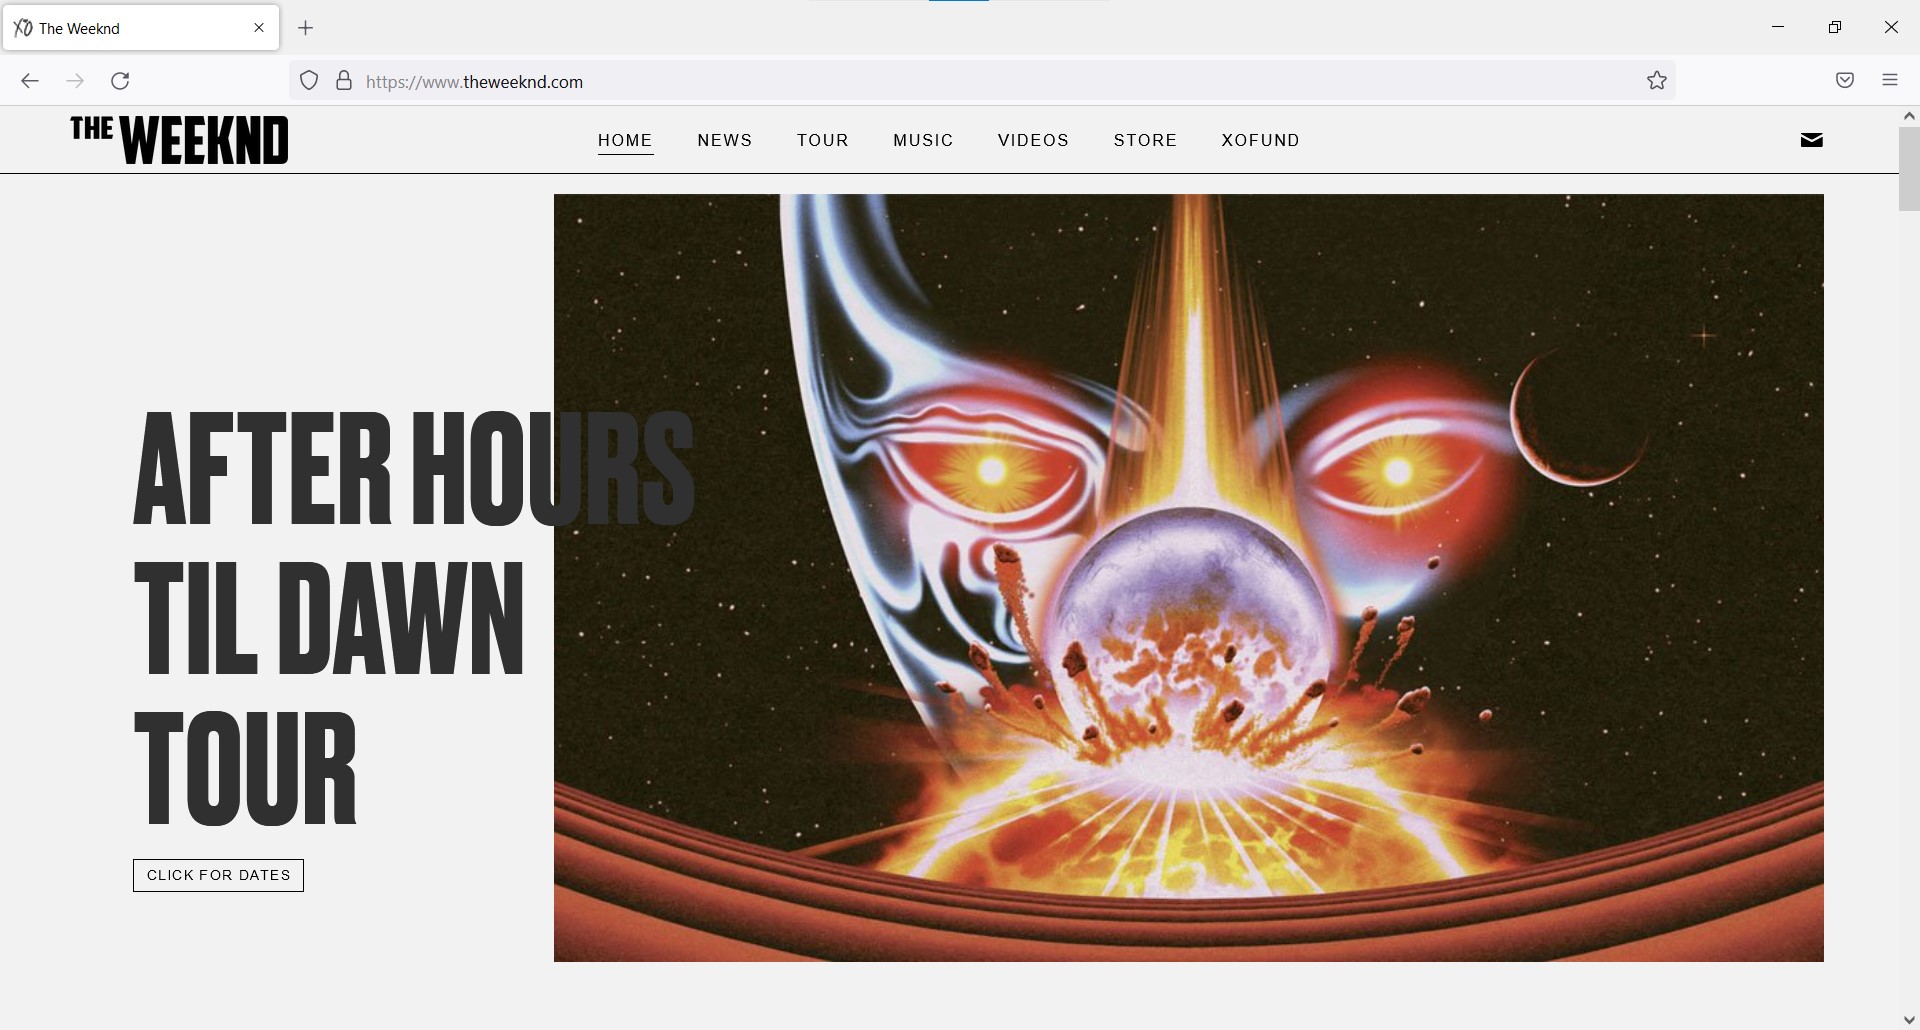 The Weeknd
https://www.theweeknd.com
THE WEEKND
HOME NEWS TOUR MUSIC VIDEOS STORE XOFUND
AFTER HOURS
TIL DAWN
TOUR
CLICK FOR DATES